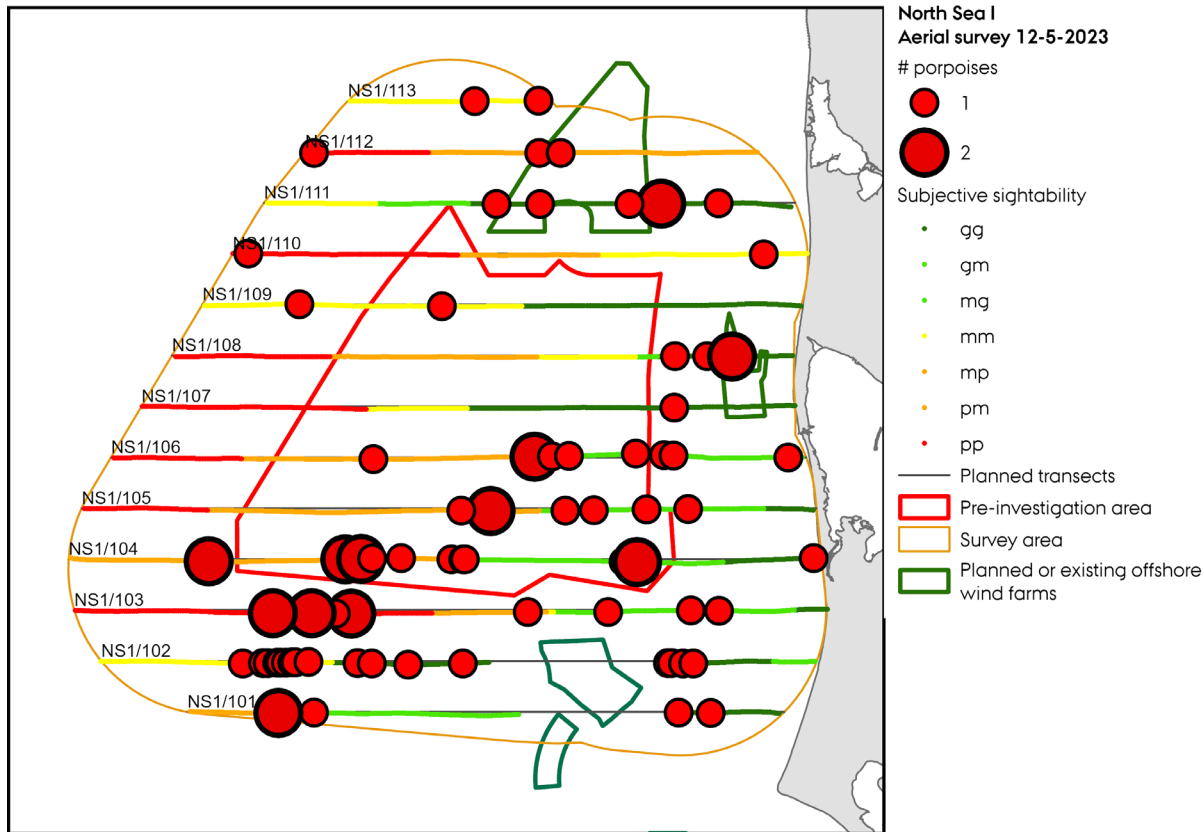 North Sea I
Aerial survey 12-5-2023
# porpoises
1
2
Subjective sightability
gg
gm
mg
mm
mp
pm
pp
Planned transects
Pre-investigation area
Survey area
Planned or existing offshore
wind farms
NS1/113
NS1/112
NS1/111
NS1/110
NS1/109
NS1/108
NS1/107
NS1/106
NS1/105
NS1/104
NS1/103
NS1/102
NS1/101